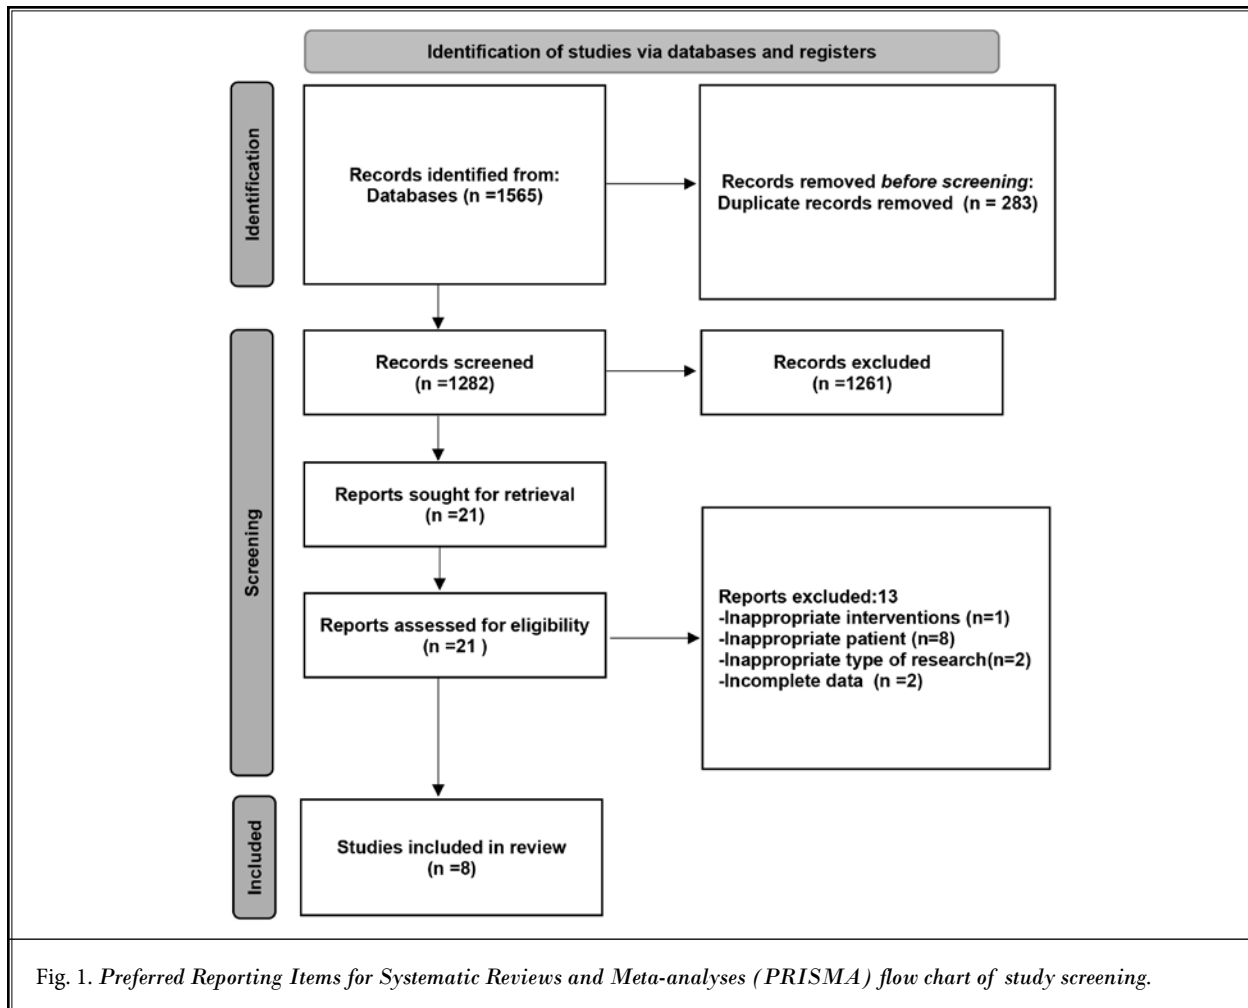 Identification of studies via databases and registers
Identification
Records identified from:
Databases (n =1565)
Records removed before screening:
Duplicate records removed  (n = 283)
Screening
Records screened
(n =1282)
Records excluded
(n =1261)
Reports sought for retrieval
(n =21)
Reports assessed for eligibility
(n =21 )
Reports excluded:13
-Inappropriate interventions (n=1)
-Inappropriate patient (n=8)
-Inappropriate type of research(n=2)
-Incomplete data  (n =2)
Included
Studies included in review
(n =8)
Fig. 1. Preferred Reporting Items for Systematic Reviews and Meta-analyses (PRISMA) flow chart of study screening.